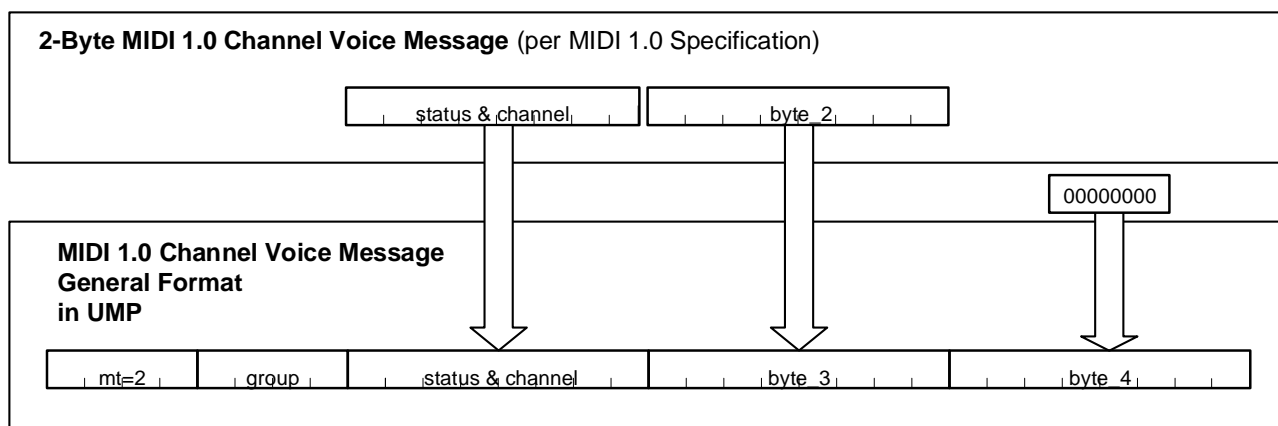 2-Byte MIDI 1.0 Channel Voice Message (per MIDI 1.0 Specification)
status & channel byte_2
00000000
MIDI 1.0 Channel Voice Message
General Format
in UMP
mt=2 group status & channel byte_3 byte_4